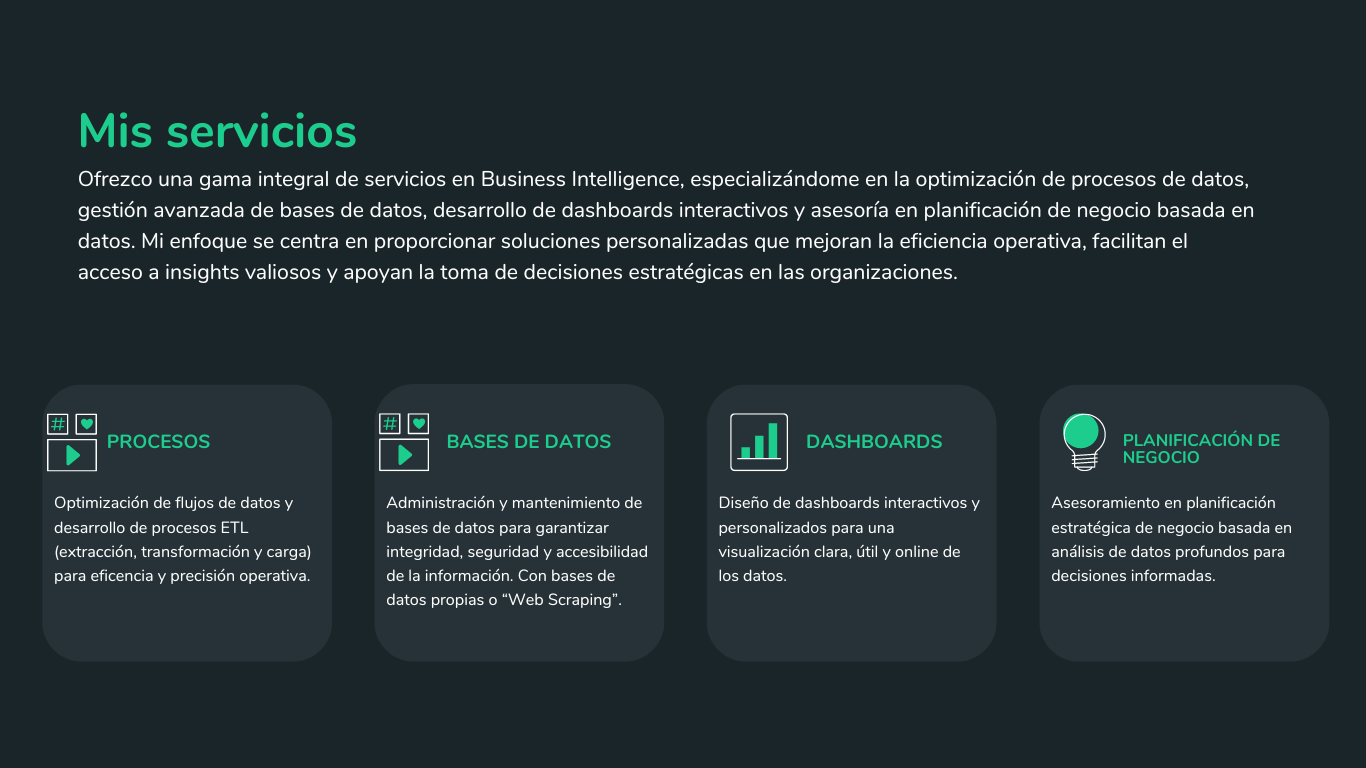 Mis servicios
Ofrezco una gama integral de servicios en Business Intelligence, especializándome en la optimización de procesos de datos,
gestión avanzada de bases de datos, desarrollo de dashboards interactivos y asesoría en planificación de negocio basada en
datos. Mi enfoque se centra en proporcionar soluciones personalizadas que mejoran la eficiencia operativa, facilitan el
acceso a insights valiosos y apoyan la toma de decisiones estratégicas en las organizaciones.
#
PROCESOS
Optimización de flujos de datos y
desarrollo de procesos ETL
(extracción, transformación y carga)
para eficencia y precisión operativa.
#
BASES DE DATOS
Administración y mantenimiento de
bases de datos para garantizar
integridad, seguridad y accesibilidad
de la información. Con bases de
datos propias o “Web Scraping”.
DASHBOARDS
Diseño de dashboards interactivos y
personalizados para una
visualización clara, útil y online de
los datos.
PLANIFICACIÓN DE
NEGOCIO
Asesoramiento en planificación
estratégica de negocio basada en
análisis de datos profundos para
decisiones informadas.